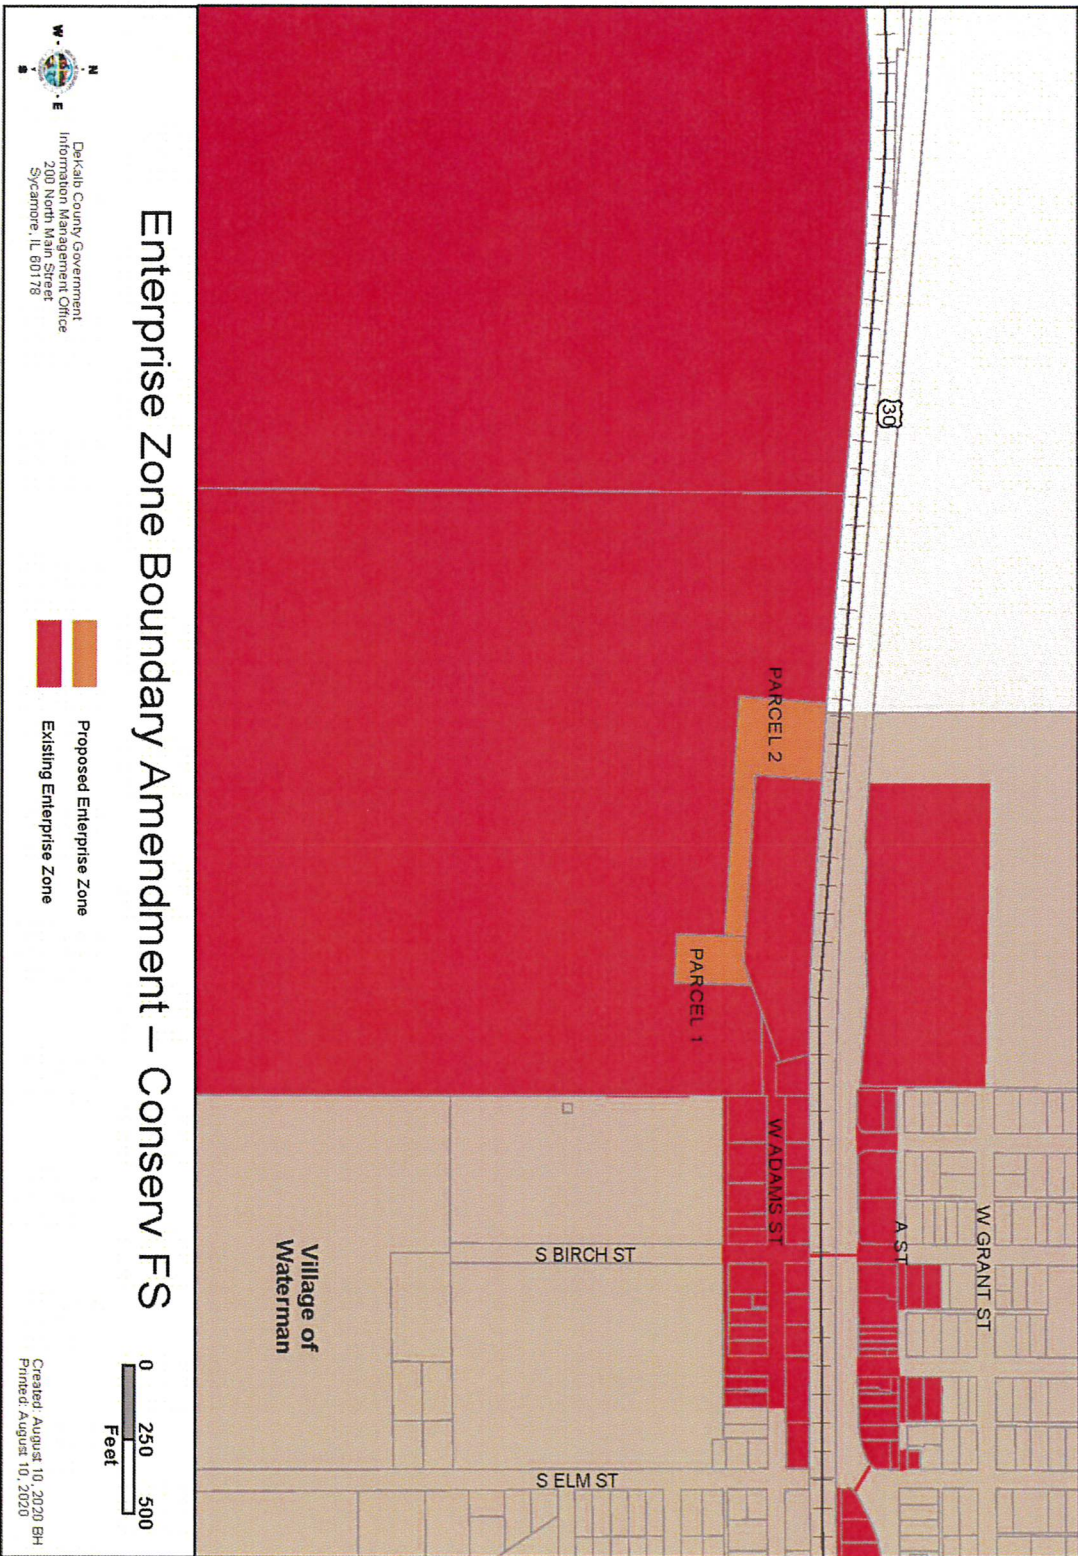 30
W GRANT ST
A ST
W ADAMS ST
PARCEL 2
PARCEL 1
S BIRCH ST
S ELM ST
Village of
Waterman
Enterprise Zone Boundary Amendment – Conserv FS
0 250 500
Feet
N
W E
S
DeKalb County Government
Information Management Office
200 North Main Street
Sycamore, IL 60178
Proposed Enterprise Zone
Existing Enterprise Zone
Created: August 10, 2020 BH
Printed: August 10, 2020